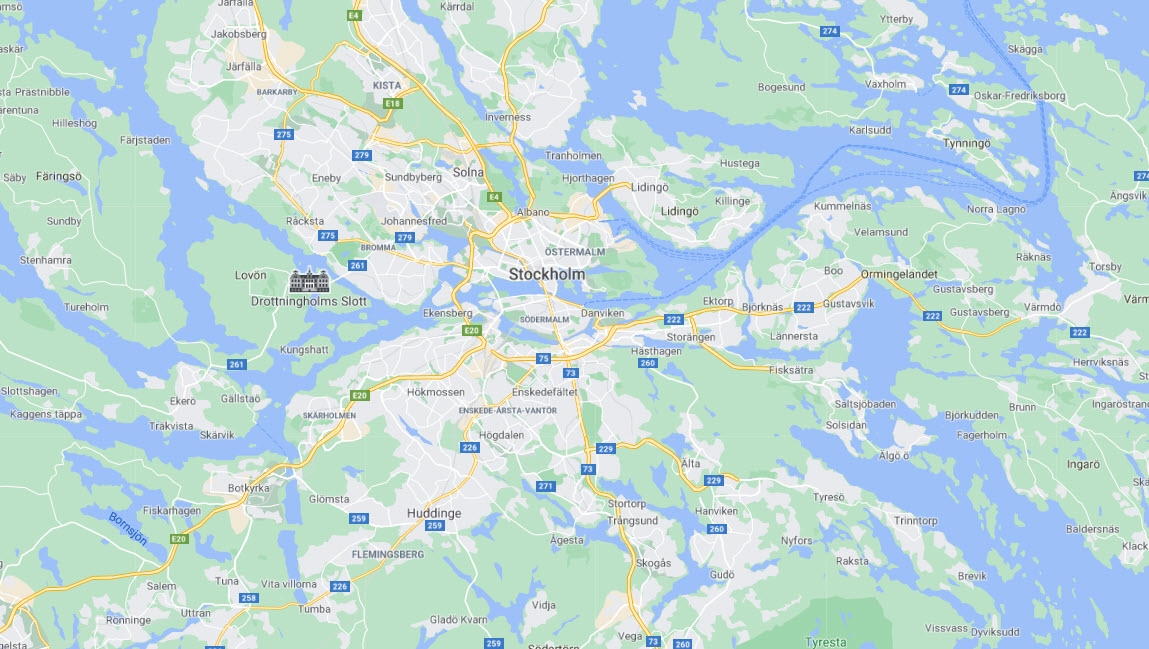 Jarfalla
E4
Kärrdal
Ytterby
274
Jakobsberg
Skägga
Järfälla
KISTA
Bogesund
Vaxholm
274
Oskar-Fredriksborg
BARKARBY
E18
Hilleshög
275
Inverness
Karlsudd
Färjstaden
279
Tranholmen
Tynningö
Hustega
Solna
Säby
Färingsö
Eneby
Sundbyberg
Hjorthagen
Lidingö
E4
Killinge
Ängsvik
Sundby
Råcksta
Johannesfred
Albano
Lidingö
Kummelnäs
Norra Lagnö
275
279
BROMMA
ÖSTERMALM
Velamsund
Stenhamra
261
Räknäs
Lovön
Stockholm
Boo
Ormingelandet
Torsby
Drottningholms Slott
Gustavsberg
Tureholm
Ekensberg
SÖDERMALM
Danviken
Ektorp
Björknäs
222
Gustavsvik
Gustavsberg
Värmdö
222
222
E20
222
Storängen
Lännersta
Kungshatt
Hästhagen
75
260
261
73
Fisksätra
Herrviksnäs
Slottshagen
E20
Hökmossen
Enskedefältet
Ekerö
Gällstaö
Saltsjöbaden
Brunn
Kaggens täppa
SKÄRHOLMEN
ENSKEDE-ÅRSTA-VANTÖR
Björkudden
Träkvista
Solsidan
Skärvik
Högdalen
Fagerholm
226
229
Älgö ö
73
Älta
Ingarö
229
Botkyrka
271
Glömsta
Tyresö
Stortorp
Fiskarhagen
Huddinge
Hanviken
259
259
Trångsund
Trinntorp
Bornsjön
260
Baldersnäs
E20
Ågesta
Nyfors
FLEMINGSBERG
Skogås
Raksta
Gudö
Brevik
Salem
Tuna
Vita villorna
226
258
Vidja
Uttran
Tumba
Rönninge
Gladö Kvarn
Vissvass
Dyviksudd
Vega
259
73
260
Tyresta